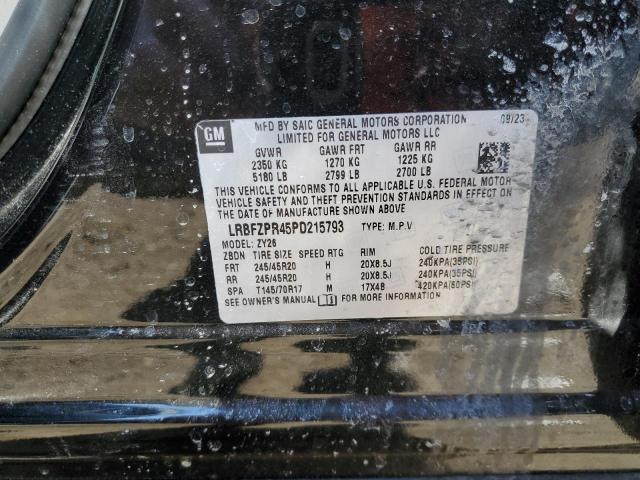 GM MFD BY SAIC GENERAL MOTORS CORPORATION 09/23
LIMITED FOR GENERAL MOTORS LLC
GVWR GAWR FRT GAWR RR
2350 KG 1270 KG 1225 KG
5180 LB 2799 LB 2700 LB
THIS VEHICLE CONFORMS TO ALL APPLICABLE U.S. FEDERAL MOTOR
VEHICLE SAFETY AND THEFT PREVENTION STANDARDS IN EFFECT ON
THE DATE OF MANUFACTURE SHOWN ABOVE.
LRBFZPR45PD215793 TYPE: M.P.V
MODEL: ZY26
ZBDN TIRE SIZE SPEED RTG RIM COLD TIRE PRESSURE
FRT 245/45R20 H 20X8.5J 240KPA(35PSI)
RR 245/45R20 H 20X8.5J 240KPA(35PSI)
SPA T145/70R17 M 17X4B 420KPA(60PSI)
SEE OWNER'S MANUAL FOR MORE INFORMATION